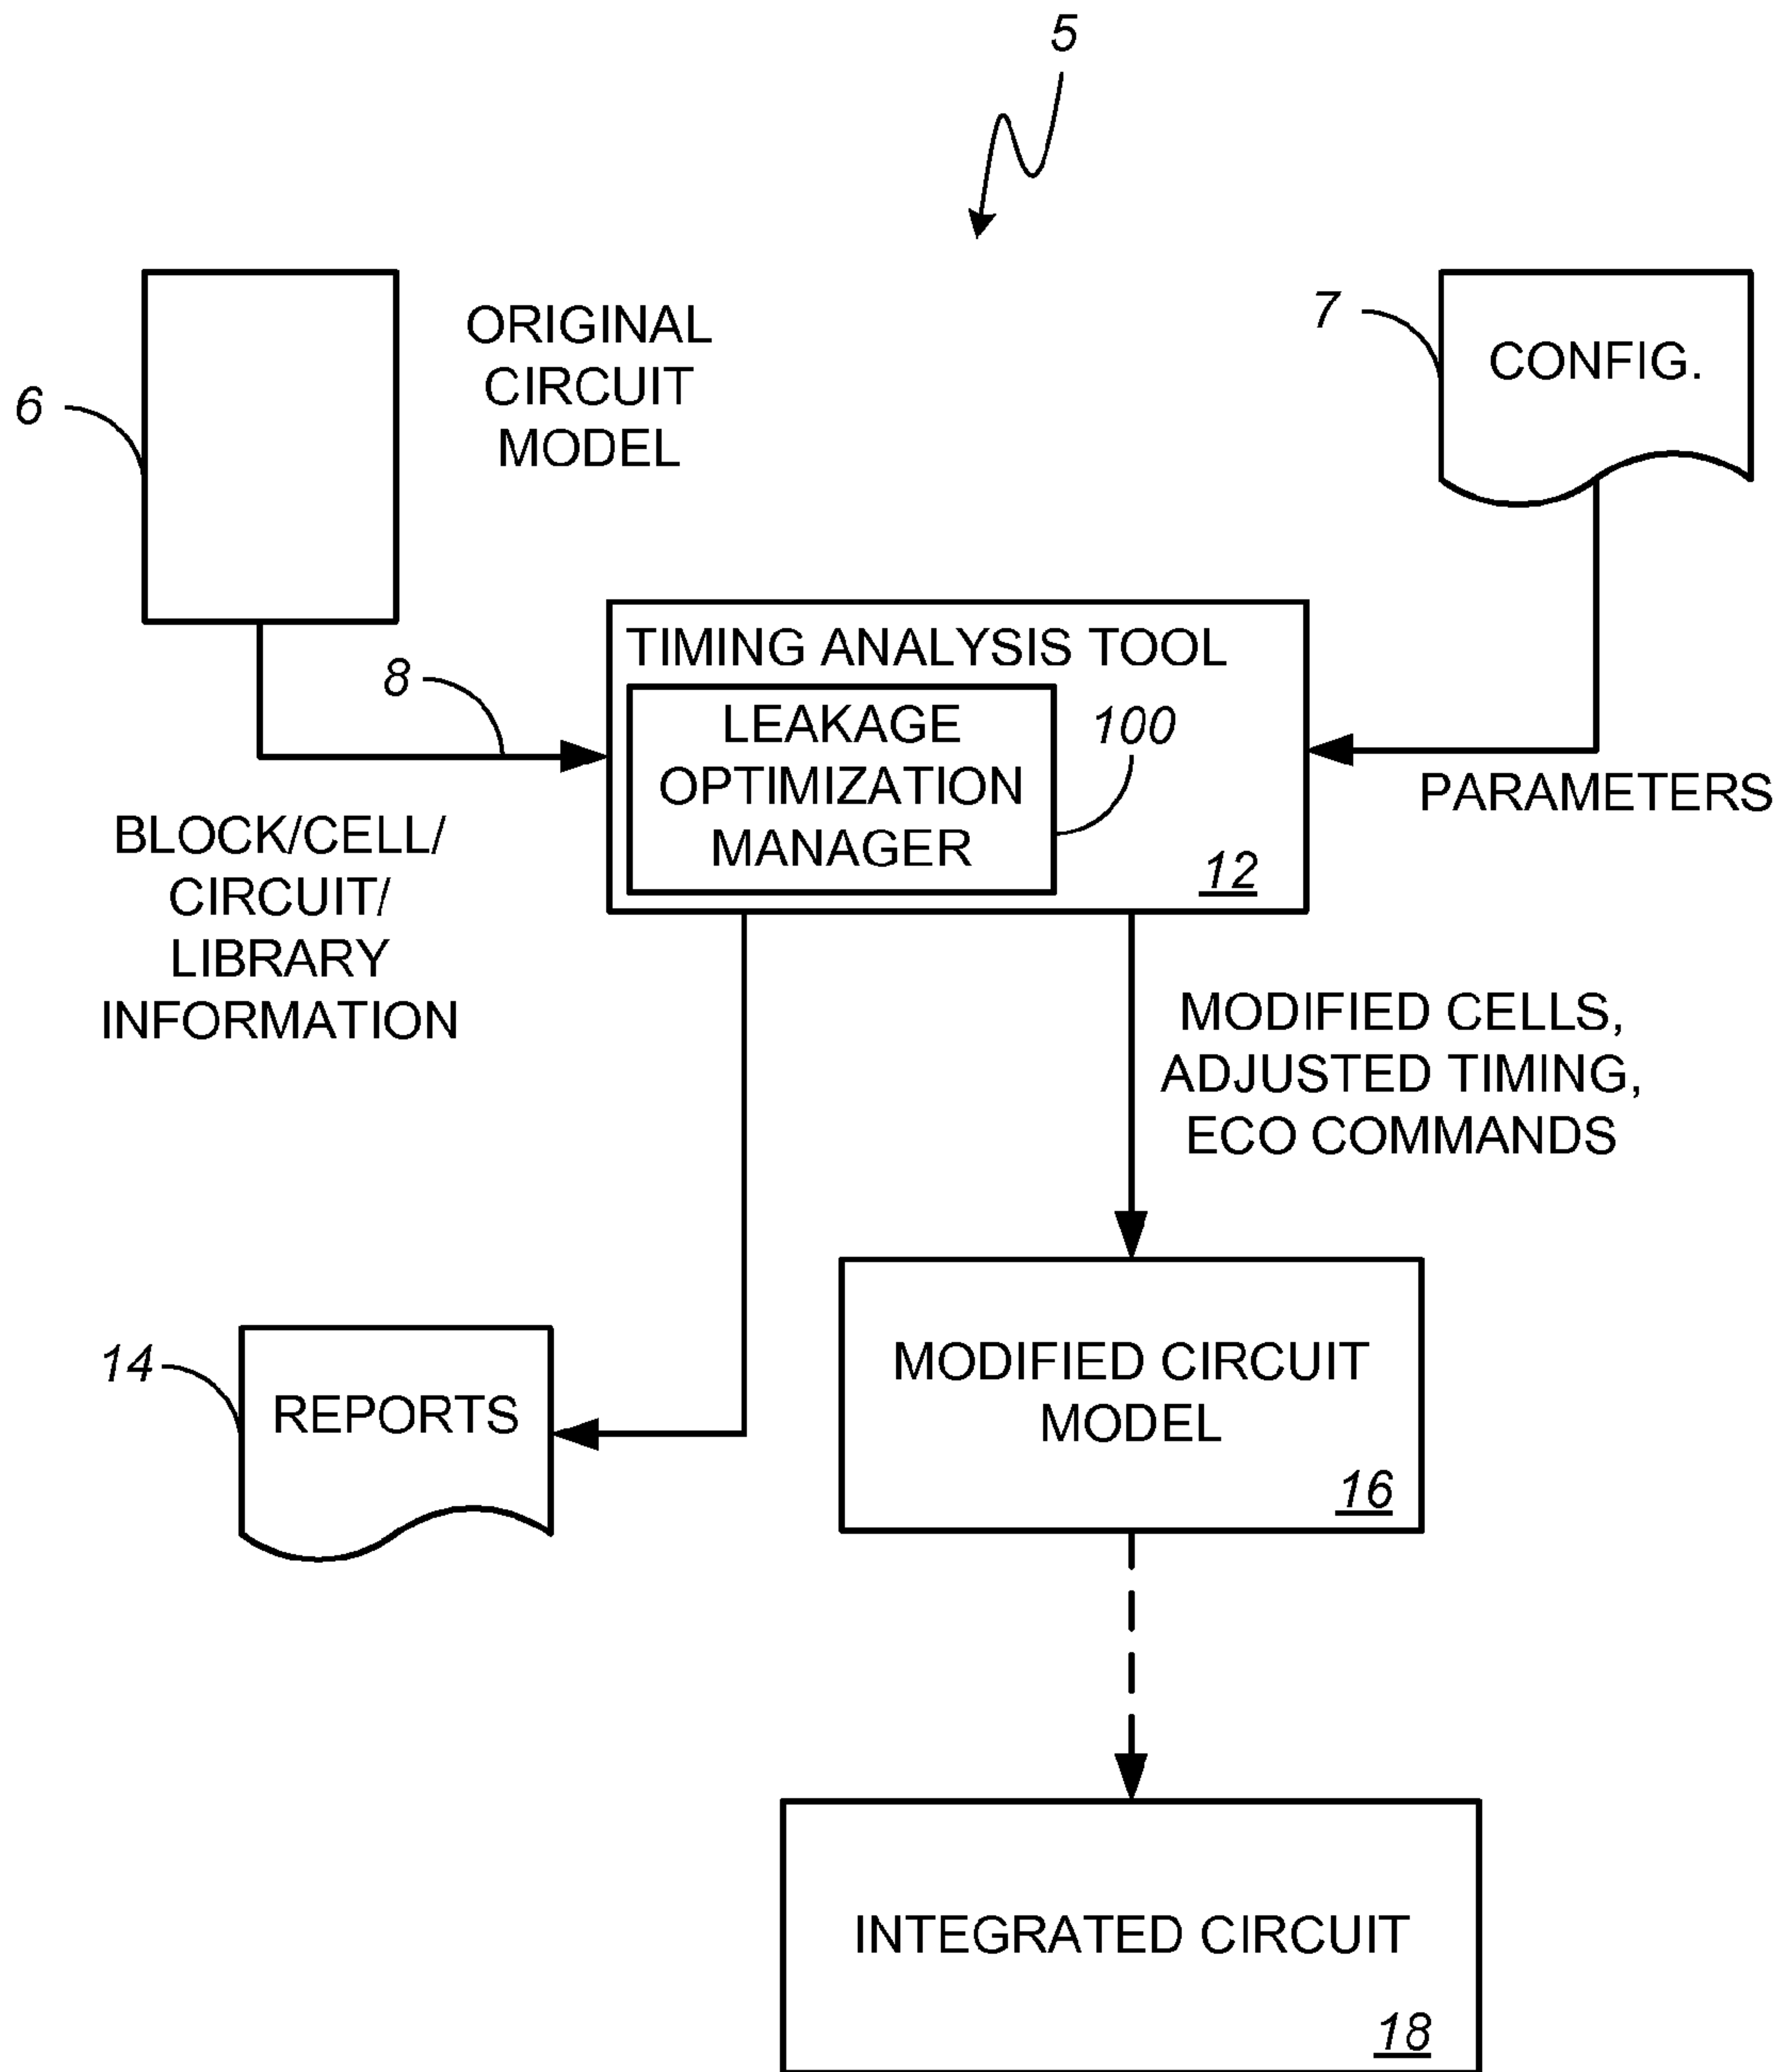 5
6
ORIGINAL
CIRCUIT
MODEL
7
CONFIG.
8
TIMING ANALYSIS TOOL
LEAKAGE
OPTIMIZATION
MANAGER
100
12
PARAMETERS
BLOCK/CELL/
CIRCUIT/
LIBRARY
INFORMATION
MODIFIED CELLS,
ADJUSTED TIMING,
ECO COMMANDS
14
REPORTS
MODIFIED CIRCUIT
MODEL
16
INTEGRATED CIRCUIT
18